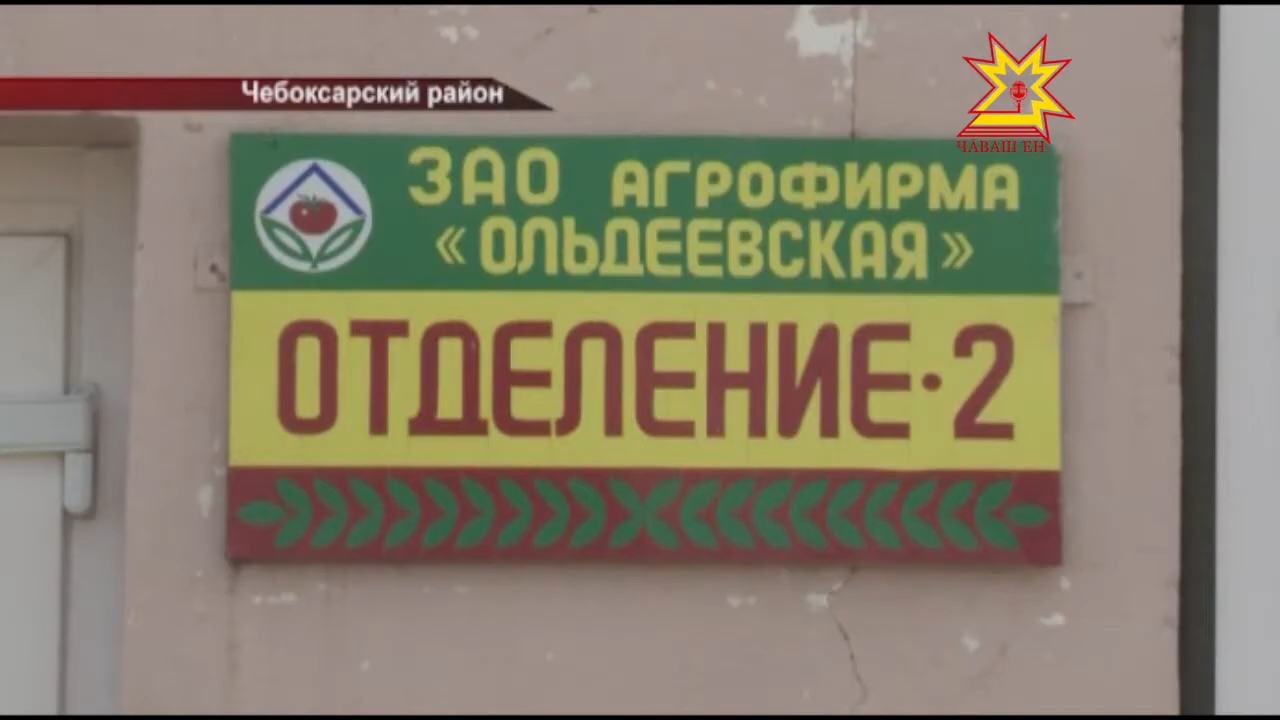 Чебоксарский район
ЧĂВАШ ЕН
ЗАО АГРОФИРМА
«ОЛЬДЕЕВСКАЯ»
ОТДЕЛЕНИЕ·2